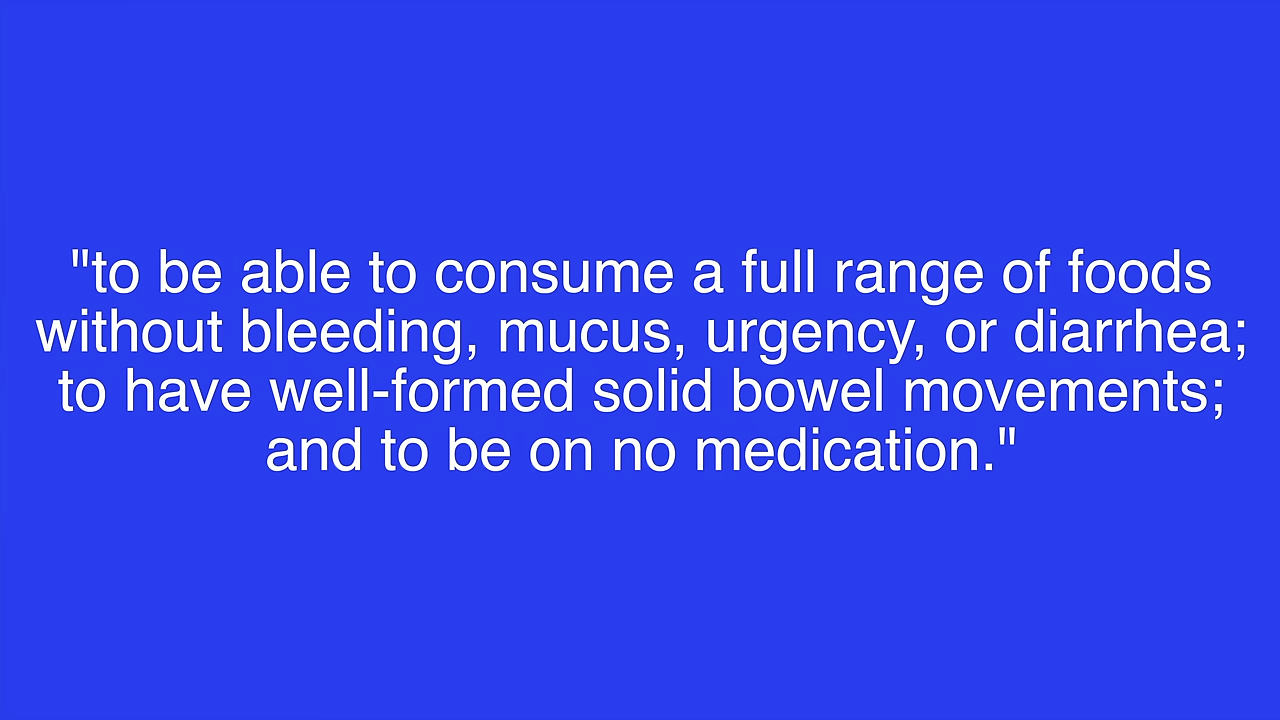 "to be able to consume a full range of foods
without bleeding, mucus, urgency, or diarrhea;
to have well-formed solid bowel movements;
and to be on no medication."